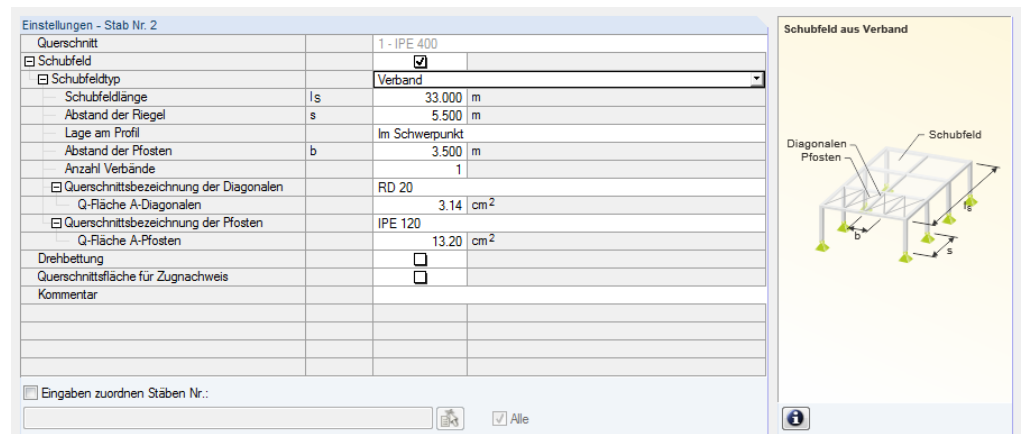 Einstellungen - Stab Nr. 2
Querschnitt 1 - IPE 400
Schubfeld
Schubfeldtyp Verband
Schubfeldlänge ls 33.000 m
Abstand der Riegel s 5.500 m
Lage am Profil Im Schwerpunkt
Abstand der Pfosten b 3.500 m
Anzahl Verbände 1
Querschnittsbezeichnung der Diagonalen RD 20
Q-Fläche A-Diagonalen 3.14 cm2
Querschnittsbezeichnung der Pfosten IPE 120
Q-Fläche A-Pfosten 13.20 cm2
Drehbettung
Querschnittsfläche für Zugnachweis
Kommentar
Eingaben zuordnen Stäben Nr.:
Alle
Schubfeld aus Verband
Schubfeld
Diagonalen
Pfosten
ls
b
s